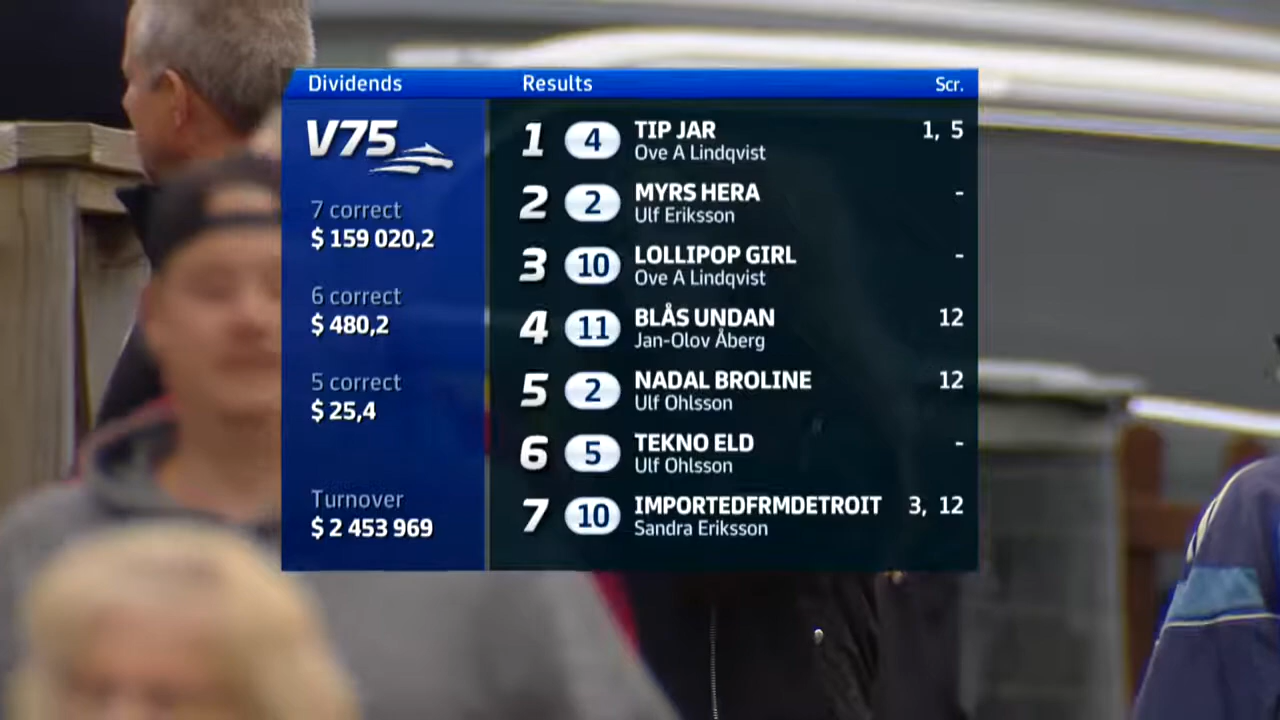 Dividends
V75
7 correct
$ 159 020,2
6 correct
$ 480,2
5 correct
$ 25,4
Turnover
$ 2 453 969
Results Scr.
1 4 TIP JAR 1, 5
Ove A Lindqvist
2 2 MYRS HERA -
Ulf Eriksson
3 10 LOLLIPOP GIRL -
Ove A Lindqvist
4 11 BLÅS UNDAN 12
Jan-Olov Åberg
5 2 NADAL BROLINE 12
Ulf Ohlsson
6 5 TEKNO ELD -
Ulf Ohlsson
7 10 IMPORTEDFRMDETROIT 3, 12
Sandra Eriksson